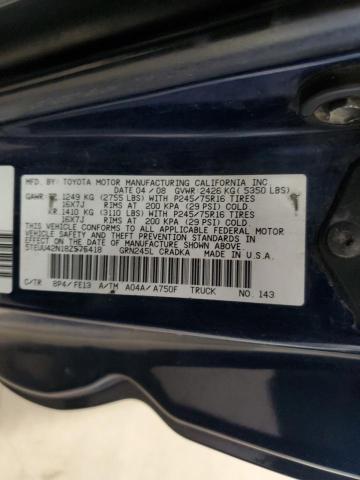 MFD. BY: TOYOTA MOTOR MANUFACTURING CALIFORNIA INC
DATE 04/08 GVWR 2426 KG( 5350 LBS)
GAWR 1249 KG (2755 LBS) WITH P245/75R16 TIRES
16X7J RIMS AT 200 KPA (29 PSI) COLD
RR 1410 KG (3110 LBS) WITH P245/75R16 TIRES
16X7J RIMS AT 200 KPA (29 PSI) COLD
THIS VEHICLE CONFORMS TO ALL APPLICABLE FEDERAL MOTOR
VEHICLE SAFETY STANDARDS IN EFFECT ON THE DATE OF
MANUFACTURE SHOWN ABOVE.
5TEUU42N18Z576418 GRN245L CRADKA MADE IN U.S.A.
C/TR 8P4/FE13 A/TM A04A/A750F TRUCK NO. 143